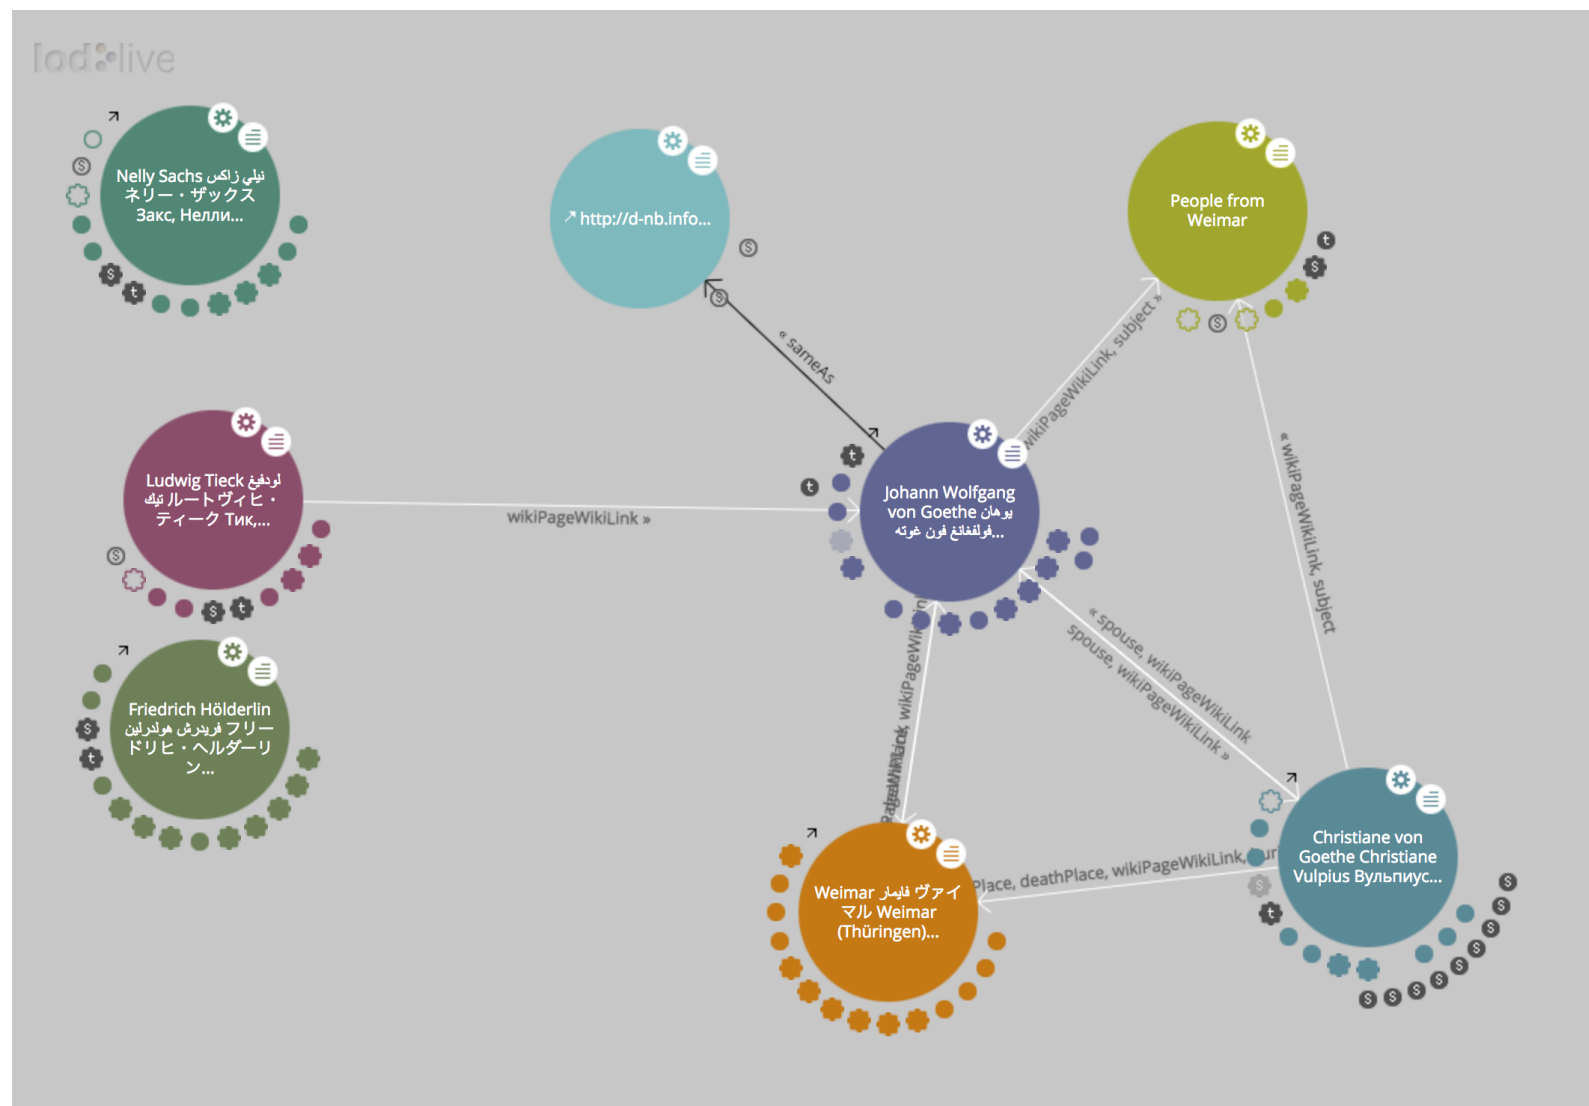 lod:live
Nelly Sachs نيلي زاكس
ネリー・ザックス
Закс, Нелли...
↗ http://d-nb.info...
People from
Weimar
« sameAs
wikiPageWikiLink, subject »
Ludwig Tieck لودفيغ
تيك ルートヴィヒ・
ティーク Тик,...
wikiPageWikiLink »
Johann Wolfgang
von Goethe يوهان
فولفغانغ فون غوته...
« wikiPageWikiLink, subject
« spouse, wikiPageWikiLink
spouse, wikiPageWikiLink »
Friedrich Hölderlin
فريدرش هولدرلين フリー
ドリヒ・ヘルダーリ
ン...
Weimar فايمار ヴァイ
マル Weimar
(Thüringen)...
Place, deathPlace, wikiPageWikiLink,
Christiane von
Goethe Christiane
Vulpius Вульпиус...